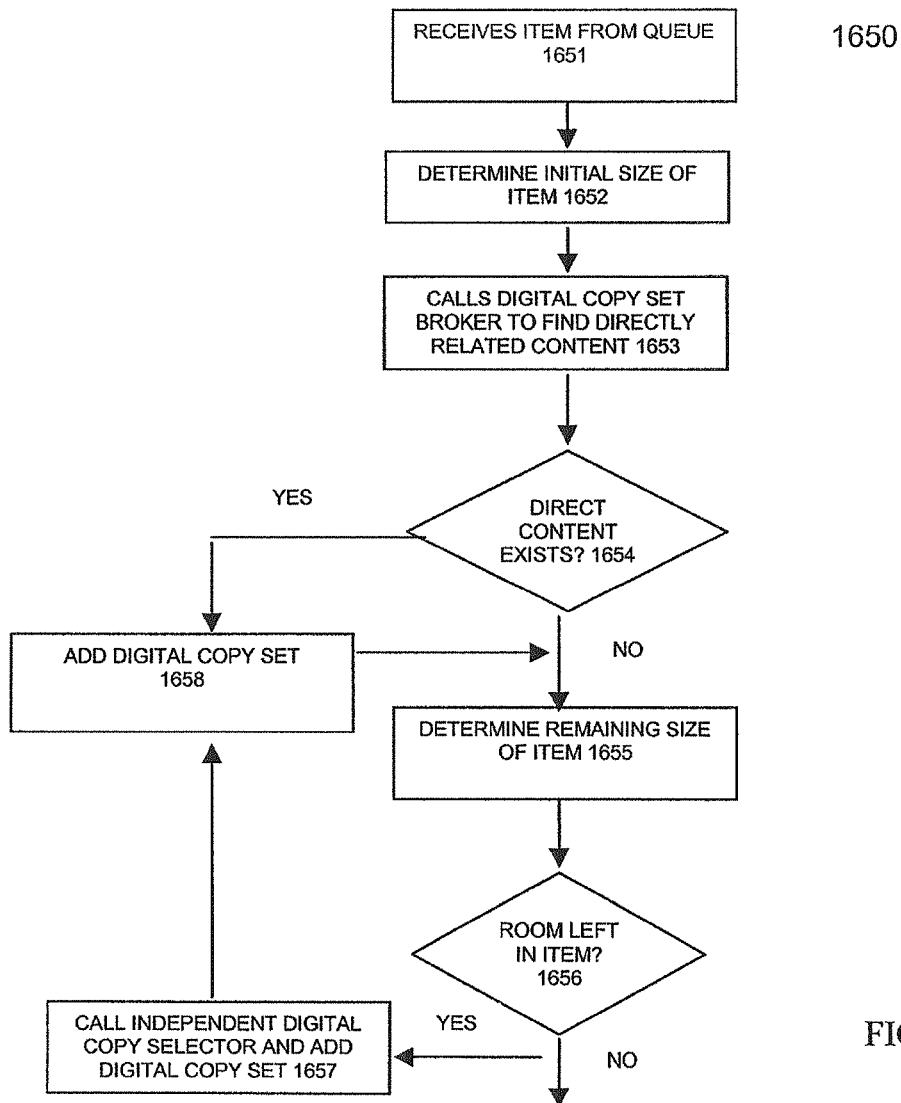 RECEIVES ITEM FROM QUEUE
1651
1650
DETERMINE INITIAL SIZE OF
ITEM 1652
CALLS DIGITAL COPY SET
BROKER TO FIND DIRECTLY
RELATED CONTENT 1653
YES
DIRECT
CONTENT
EXISTS? 1654
ADD DIGITAL COPY SET
1658
NO
DETERMINE REMAINING SIZE
OF ITEM 1655
ROOM LEFT
IN ITEM?
1656
CALL INDEPENDENT DIGITAL
COPY SELECTOR AND ADD
DIGITAL COPY SET 1657
YES
NO